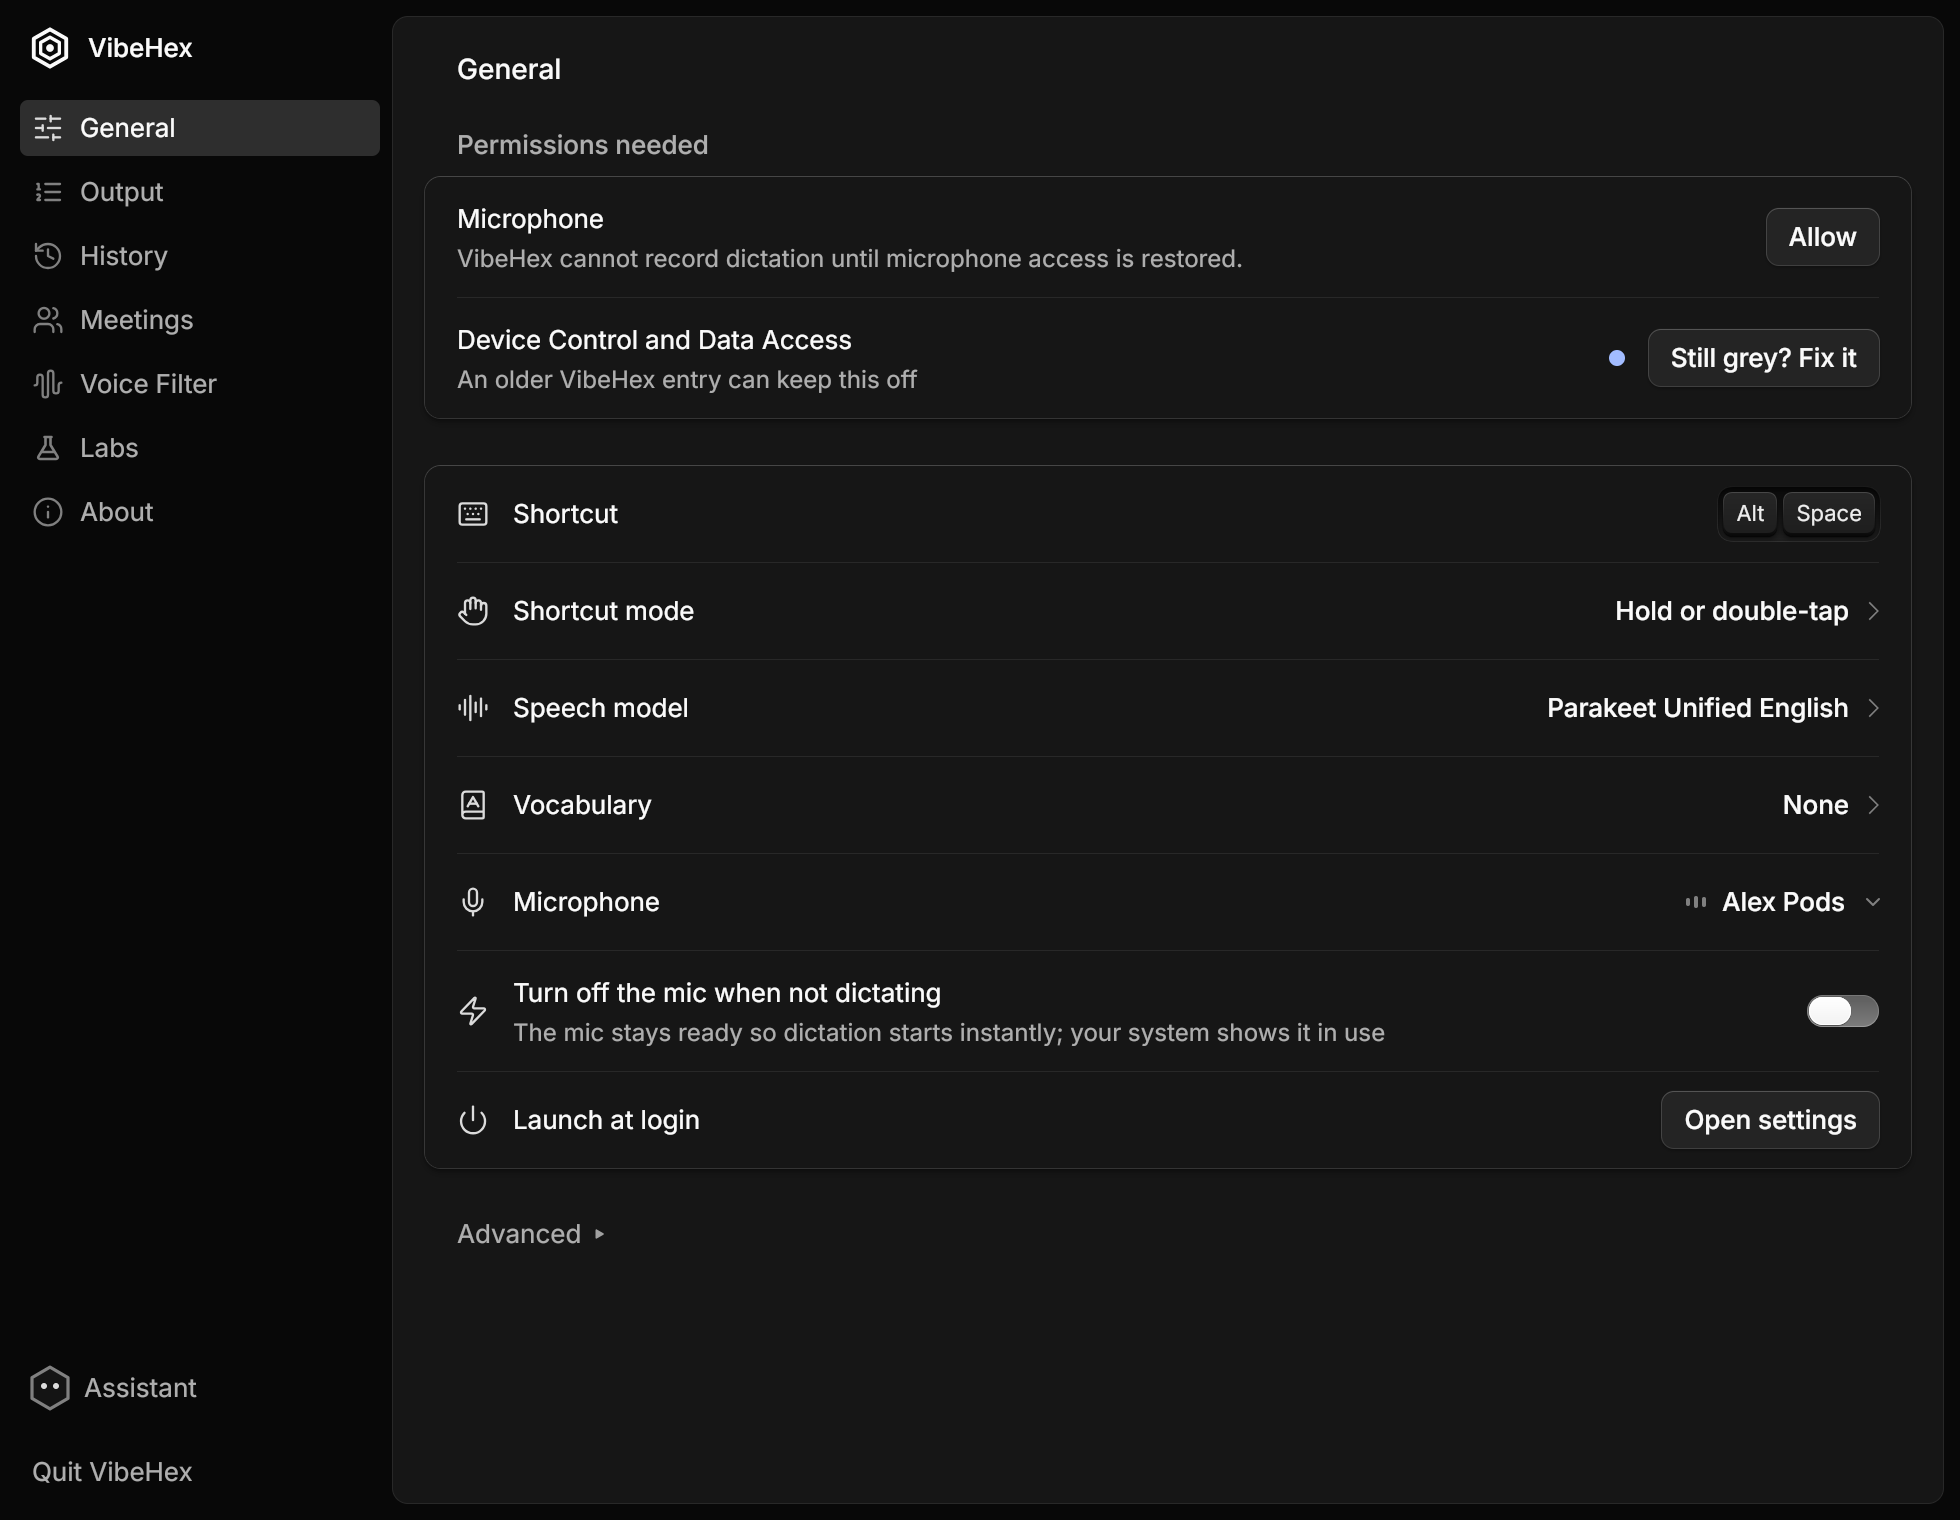 VibeHex
General
Output
History
Meetings
Voice Filter
Labs
About
Assistant
Quit VibeHex
General
Permissions needed
Microphone
VibeHex cannot record dictation until microphone access is restored.
Allow
Device Control and Data Access
An older VibeHex entry can keep this off
Still grey? Fix it
Shortcut
Alt Space
Shortcut mode
Hold or double-tap
Speech model
Parakeet Unified English
Vocabulary
None
Microphone
Alex Pods
Turn off the mic when not dictating
The mic stays ready so dictation starts instantly; your system shows it in use
Launch at login
Open settings
Advanced